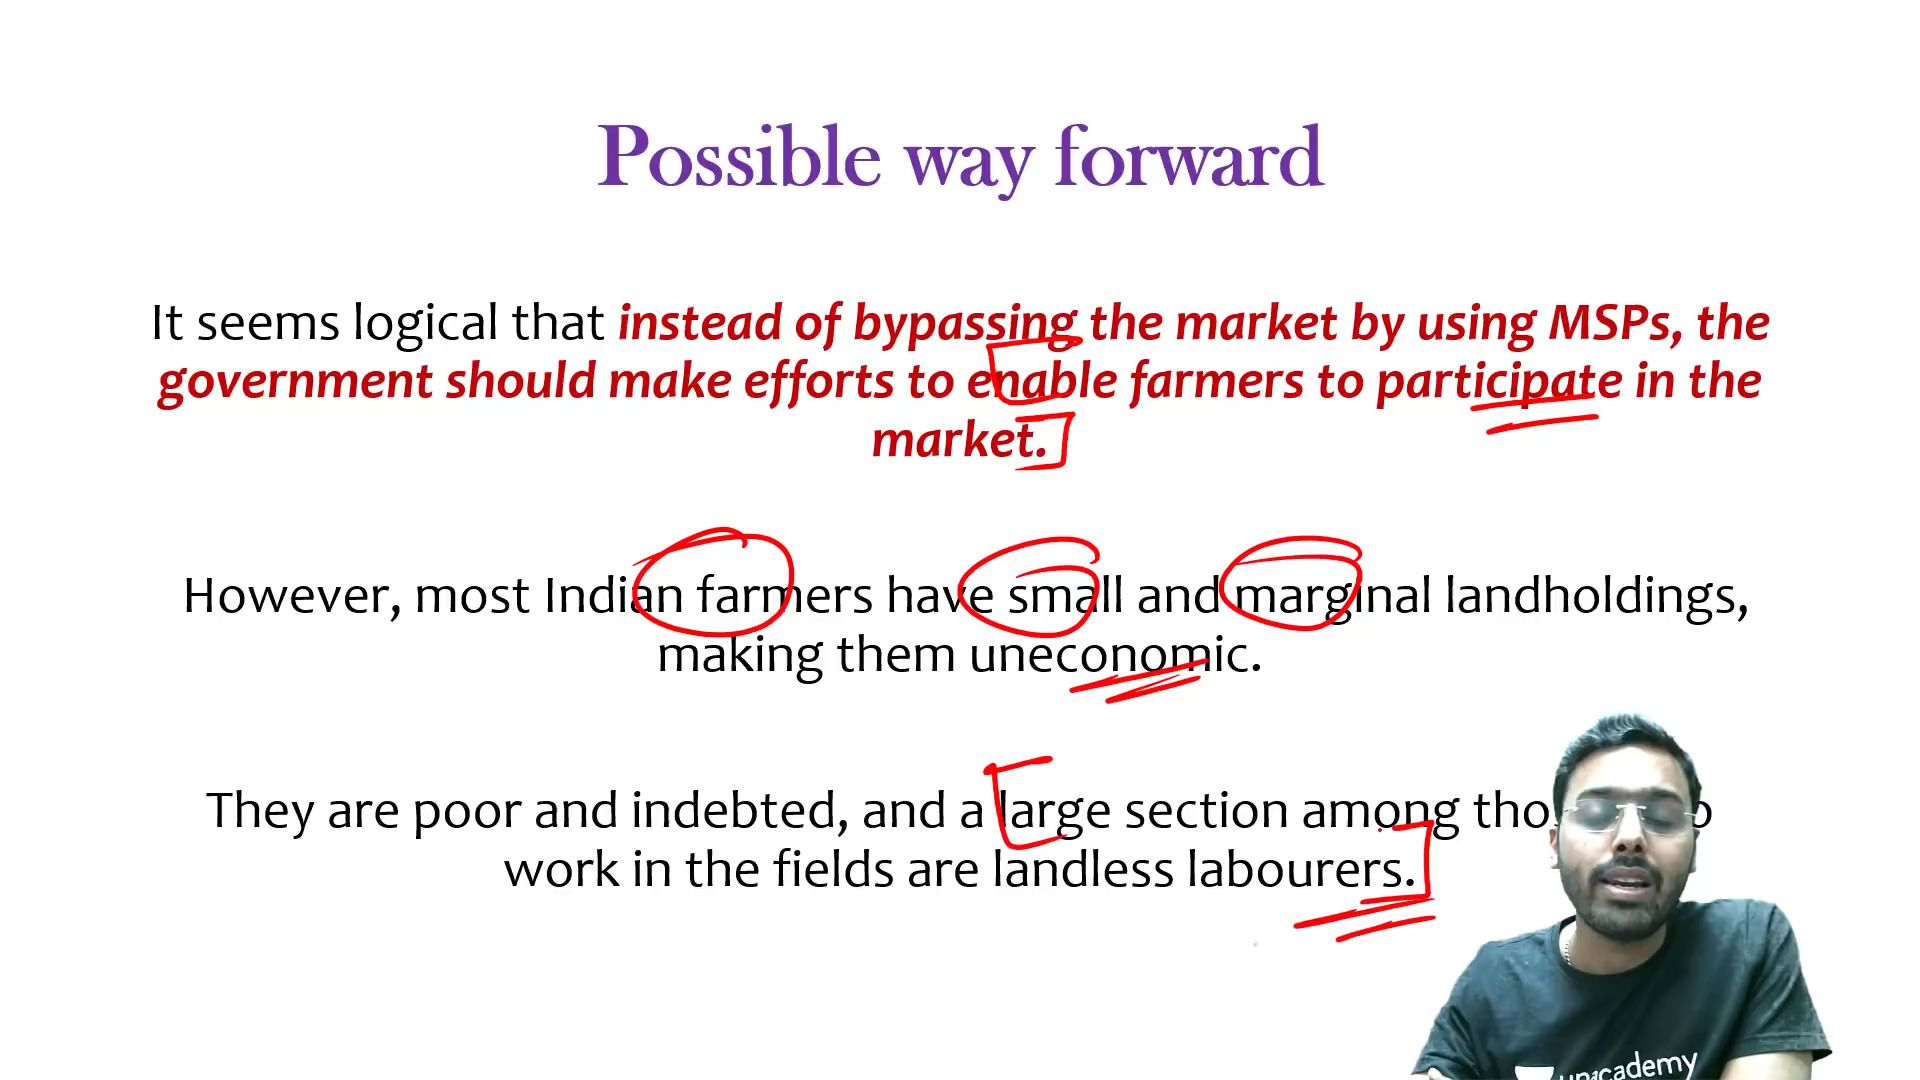 Possible way forward
It seems logical that instead of bypassing the market by using MSPs, the
government should make efforts to enable farmers to participate in the
market.
However, most Indian farmers have small and marginal landholdings,
making them uneconomic.
They are poor and indebted, and a large section among
work in the fields are landless labourers.
unacademy